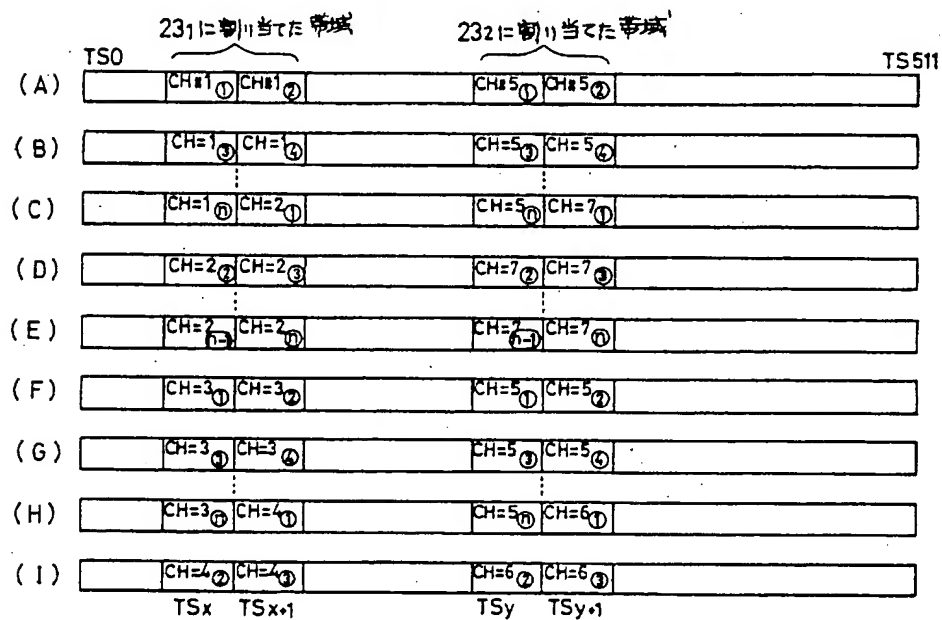 23₁に割り当てた帯域 23₂に割り当てた帯域
TS0 TS511
(A) CH=1① CH=1② CH=5① CH=5②
(B) CH=1③ CH=1④ CH=5③ CH=5④
(C) CH=1ⓝ CH=2① CH=5ⓝ CH=7①
(D) CH=2② CH=2③ CH=7② CH=7③
(E) CH=2(n-1) CH=2ⓝ CH=7(n-1) CH=7ⓝ
(F) CH=3① CH=3② CH=5① CH=5②
(G) CH=3③ CH=3④ CH=5③ CH=5④
(H) CH=3ⓝ CH=4① CH=5ⓝ CH=6①
(I) CH=4② CH=4③ CH=6② CH=6③
TSx TSx+1 TSy TSy+1